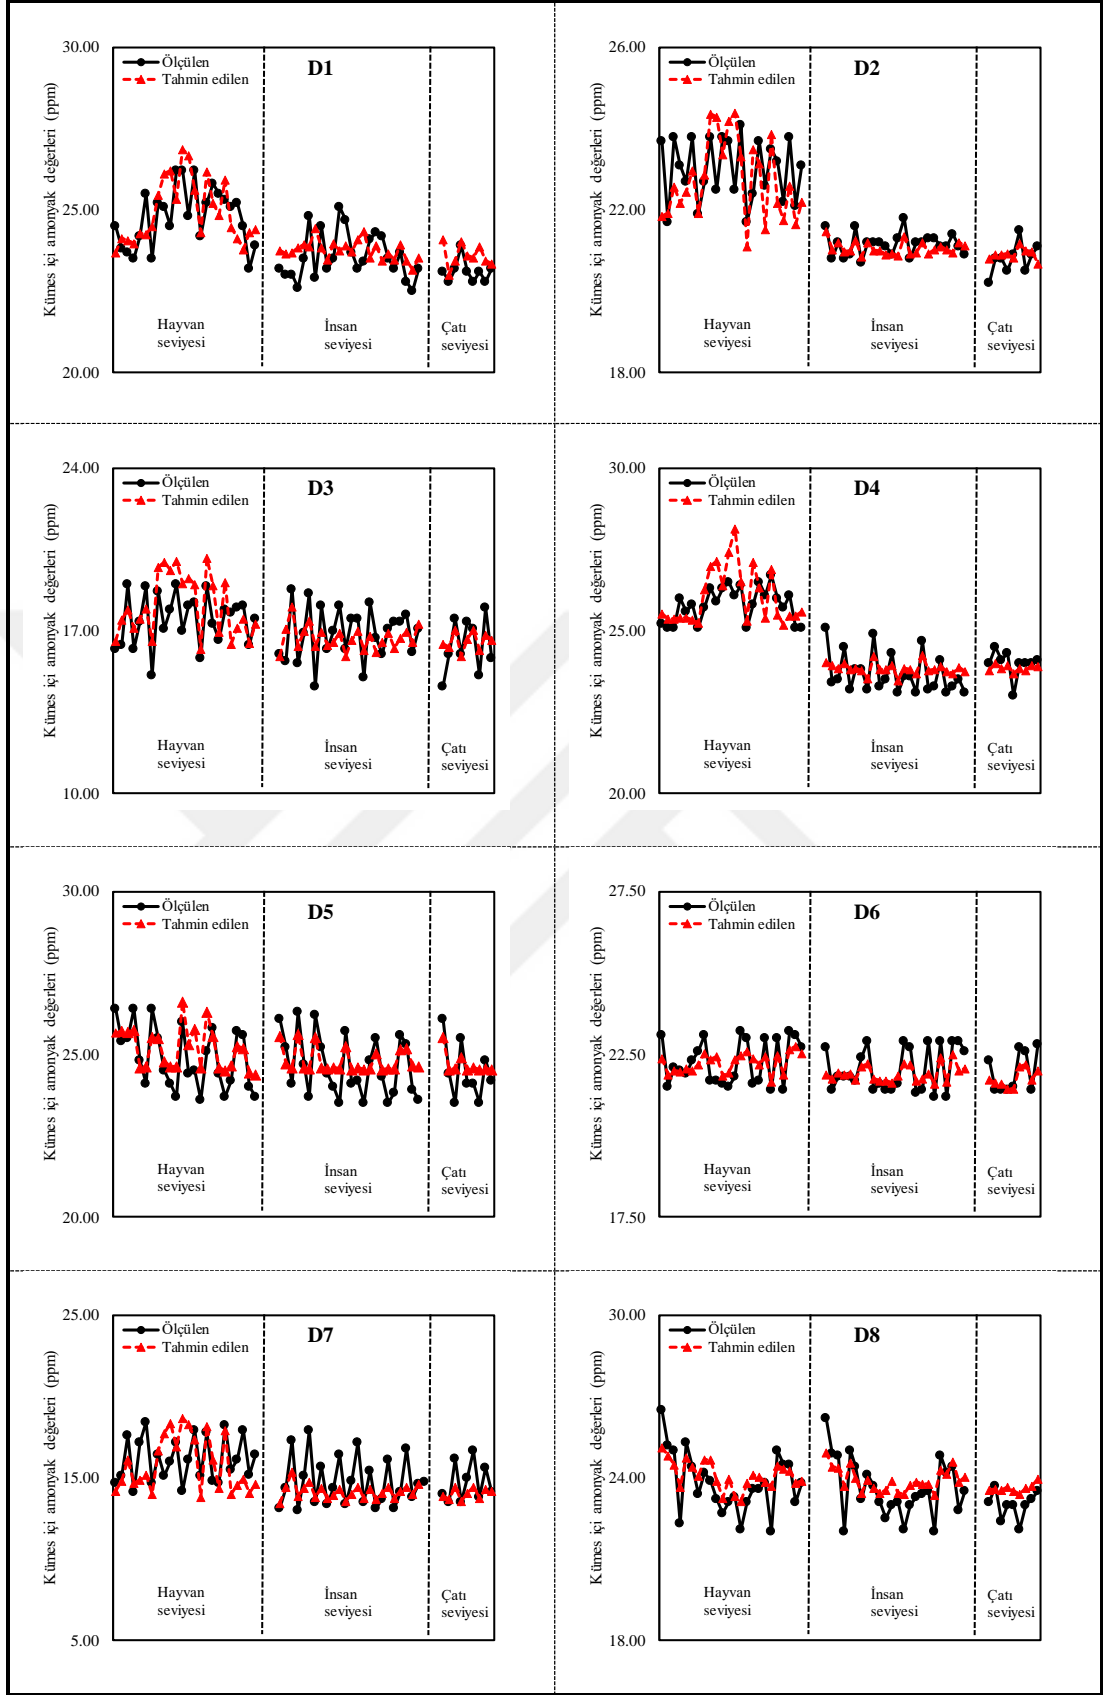 Kümes içi amonyak değerleri (ppm)
30.00
25.00
20.00
Ölçülen
Tahmin edilen
D1
Hayvan
seviyesi
İnsan
seviyesi
Çatı
seviyesi
Kümes içi amonyak değerleri (ppm)
26.00
22.00
18.00
Ölçülen
Tahmin edilen
D2
Hayvan
seviyesi
İnsan
seviyesi
Çatı
seviyesi
Kümes içi amonyak değerleri (ppm)
24.00
17.00
10.00
Ölçülen
Tahmin edilen
D3
Hayvan
seviyesi
İnsan
seviyesi
Çatı
seviyesi
Kümes içi amonyak değerleri (ppm)
30.00
25.00
20.00
Ölçülen
Tahmin edilen
D4
Hayvan
seviyesi
İnsan
seviyesi
Çatı
seviyesi
Kümes içi amonyak değerleri (ppm)
30.00
25.00
20.00
Ölçülen
Tahmin edilen
D5
Hayvan
seviyesi
İnsan
seviyesi
Çatı
seviyesi
Kümes içi amonyak değerleri (ppm)
27.50
22.50
17.50
Ölçülen
Tahmin edilen
D6
Hayvan
seviyesi
İnsan
seviyesi
Çatı
seviyesi
Kümes içi amonyak değerleri (ppm)
25.00
15.00
5.00
Ölçülen
Tahmin edilen
D7
Hayvan
seviyesi
İnsan
seviyesi
Çatı
seviyesi
Kümes içi amonyak değerleri (ppm)
30.00
24.00
18.00
Ölçülen
Tahmin edilen
D8
Hayvan
seviyesi
İnsan
seviyesi
Çatı
seviyesi